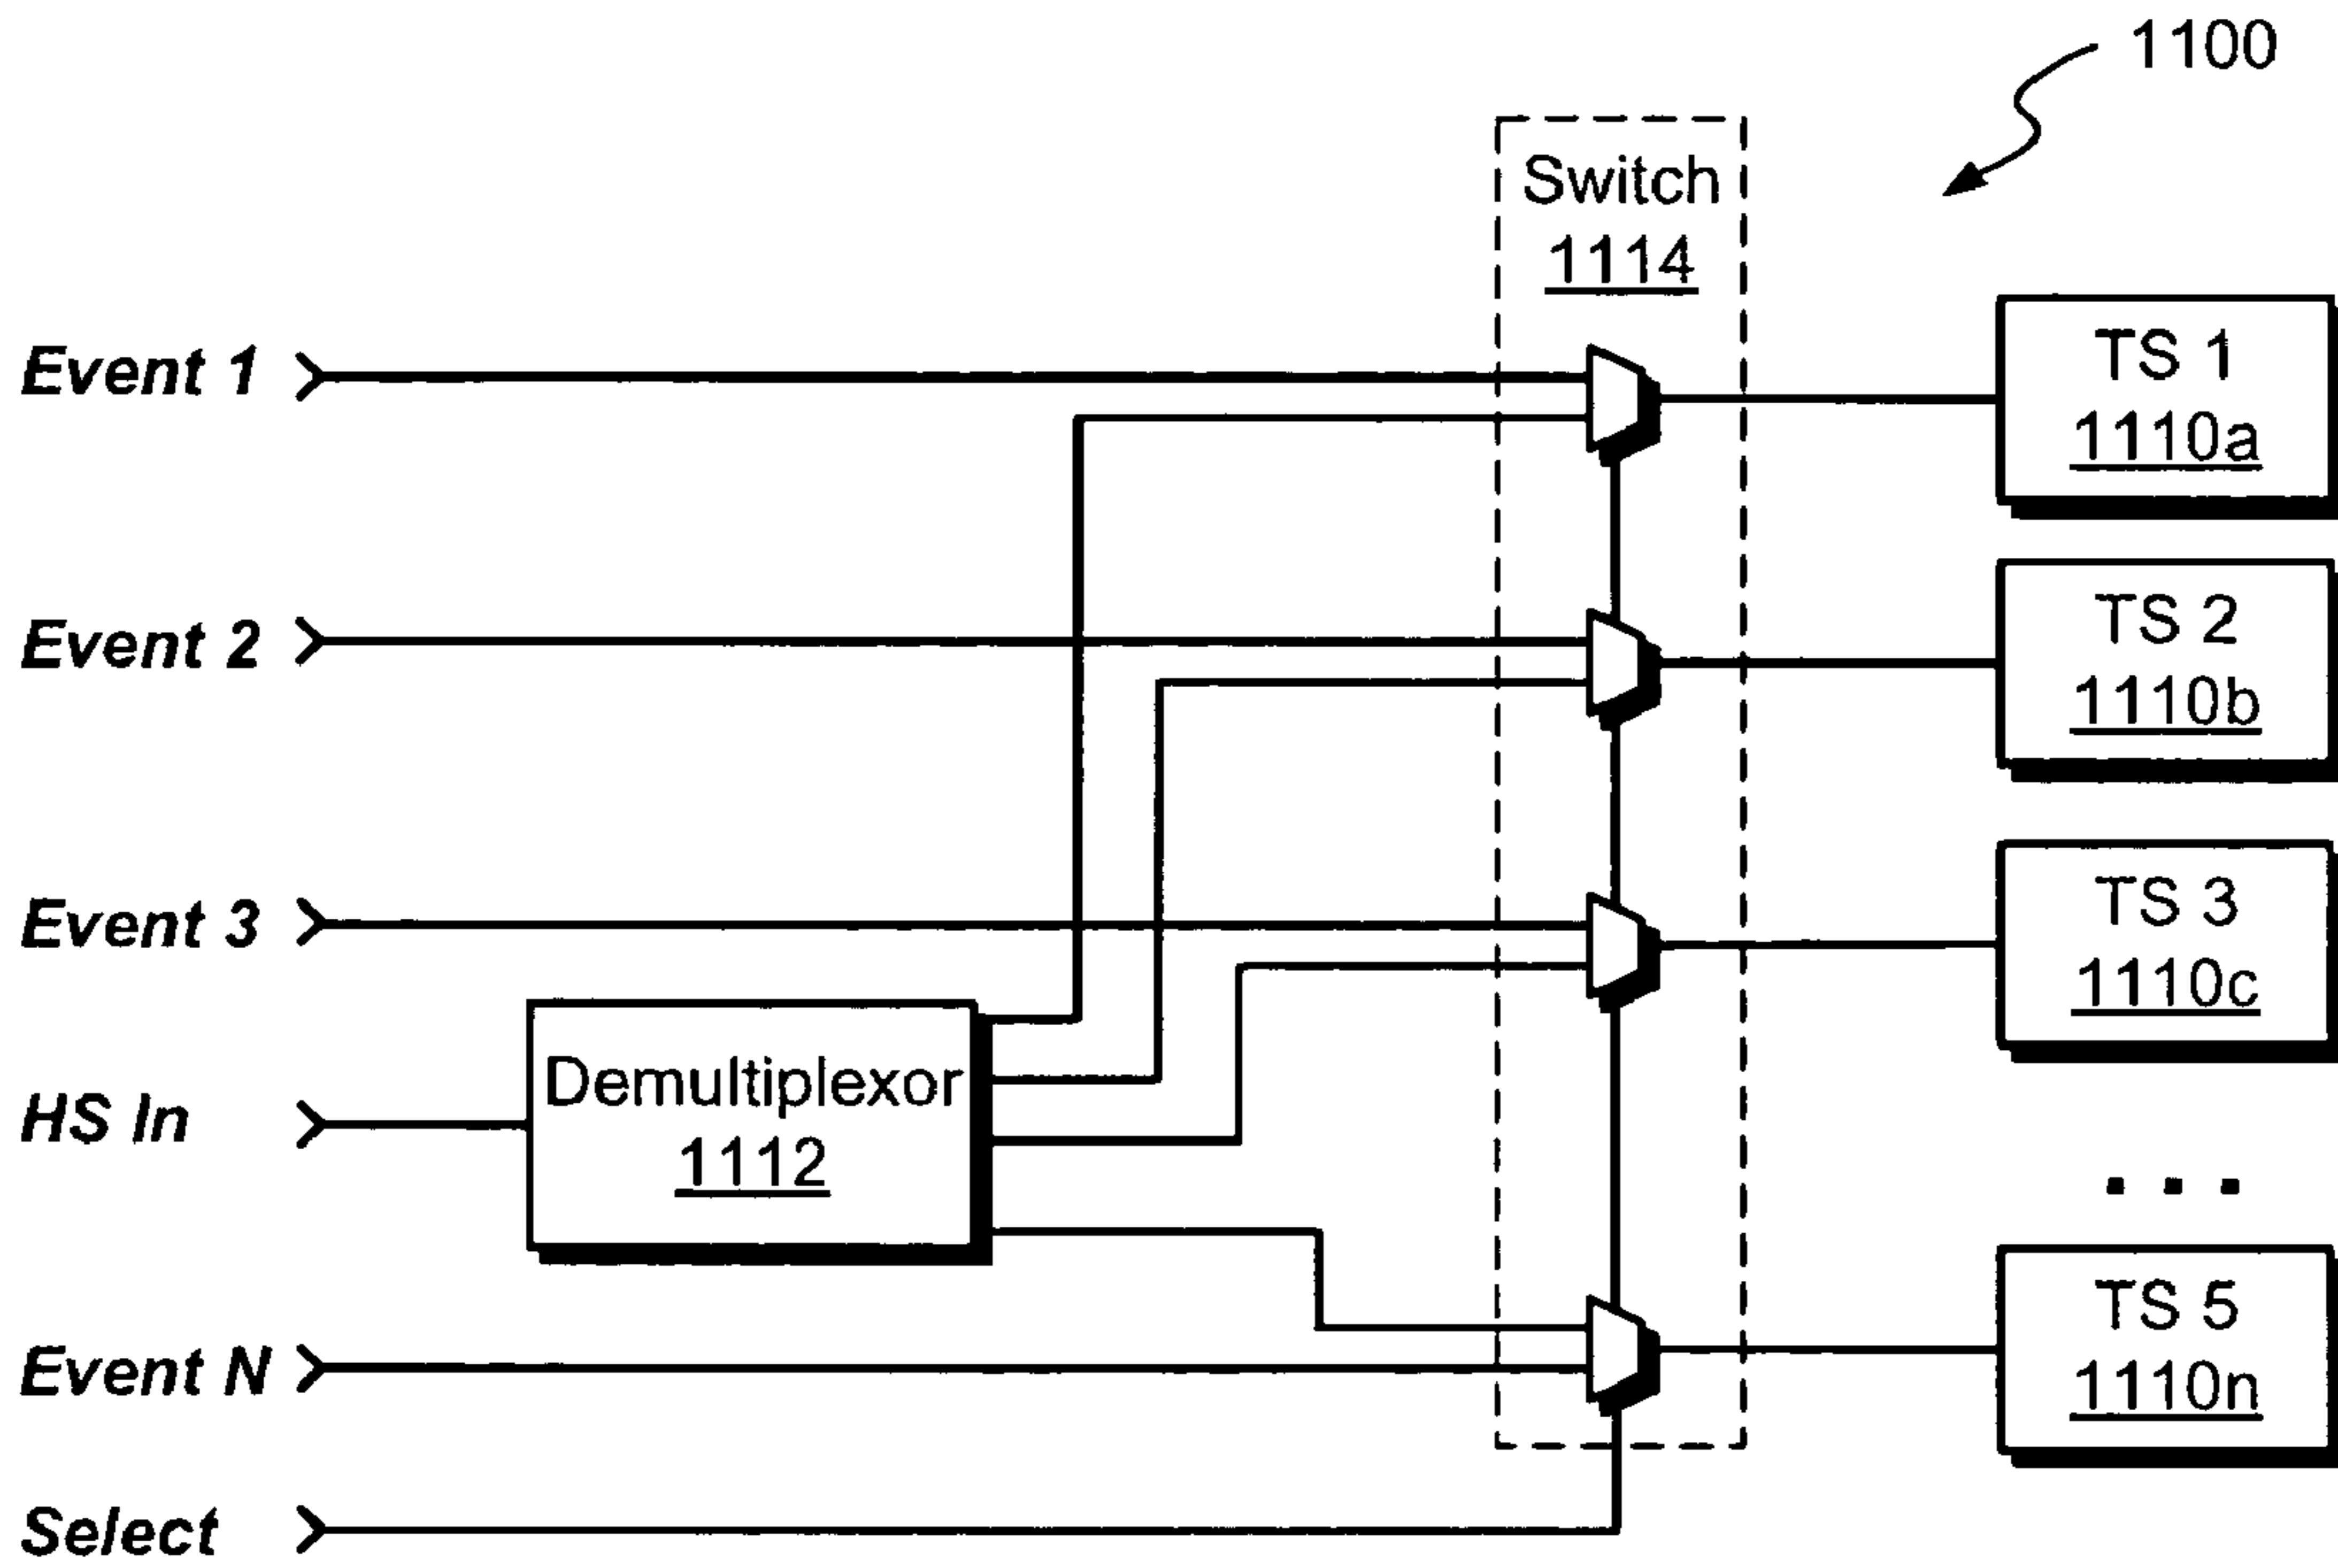 1100
Switch
1114
Event 1
TS 1
1110a
Event 2
TS 2
1110b
Event 3
TS 3
1110c
HS In
Demultiplexor
1112
. . .
Event N
TS 5
1110n
Select